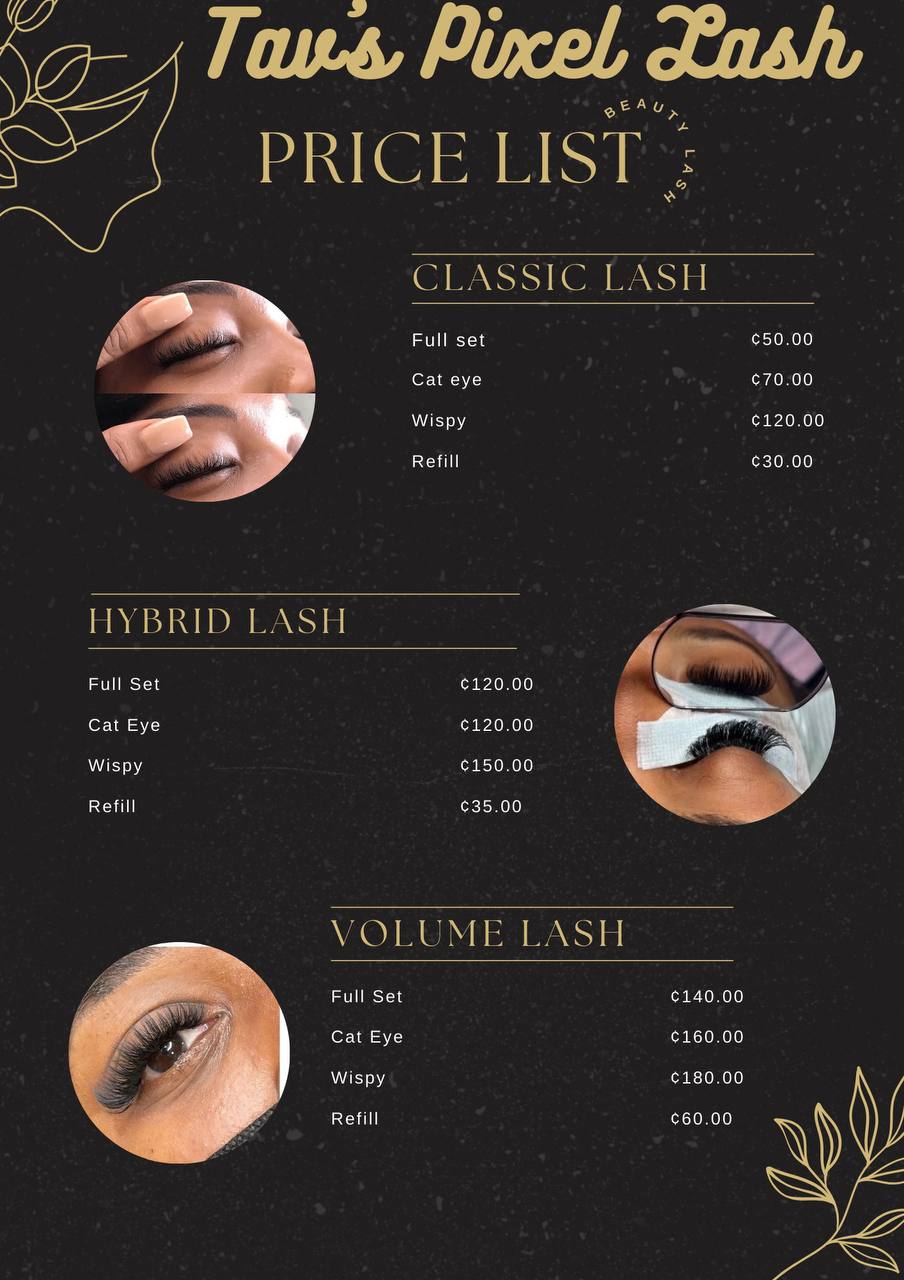 Tav's Pixel Lash
PRICE LIST
BEAUTY LASH
CLASSIC LASH
Full set ¢50.00
Cat eye ¢70.00
Wispy ¢120.00
Refill ¢30.00
HYBRID LASH
Full Set ¢120.00
Cat Eye ¢120.00
Wispy ¢150.00
Refill ¢35.00
VOLUME LASH
Full Set ¢140.00
Cat Eye ¢160.00
Wispy ¢180.00
Refill ¢60.00